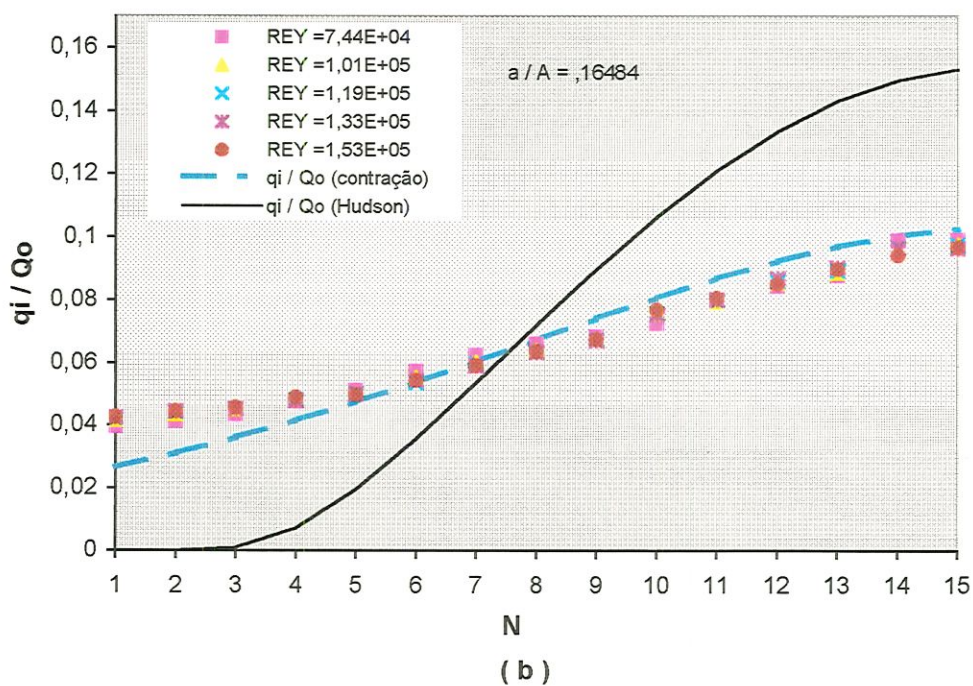 0,16
0,14
0,12
0,1
0,08
0,06
0,04
0,02
0
qi / Qo
REY =7,44E+04
REY =1,01E+05
REY =1,19E+05
REY =1,33E+05
REY =1,53E+05
qi / Qo (contração)
qi / Qo (Hudson)
a / A = ,16484
1 2 3 4 5 6 7 8 9 10 11 12 13 14 15
N
( b )